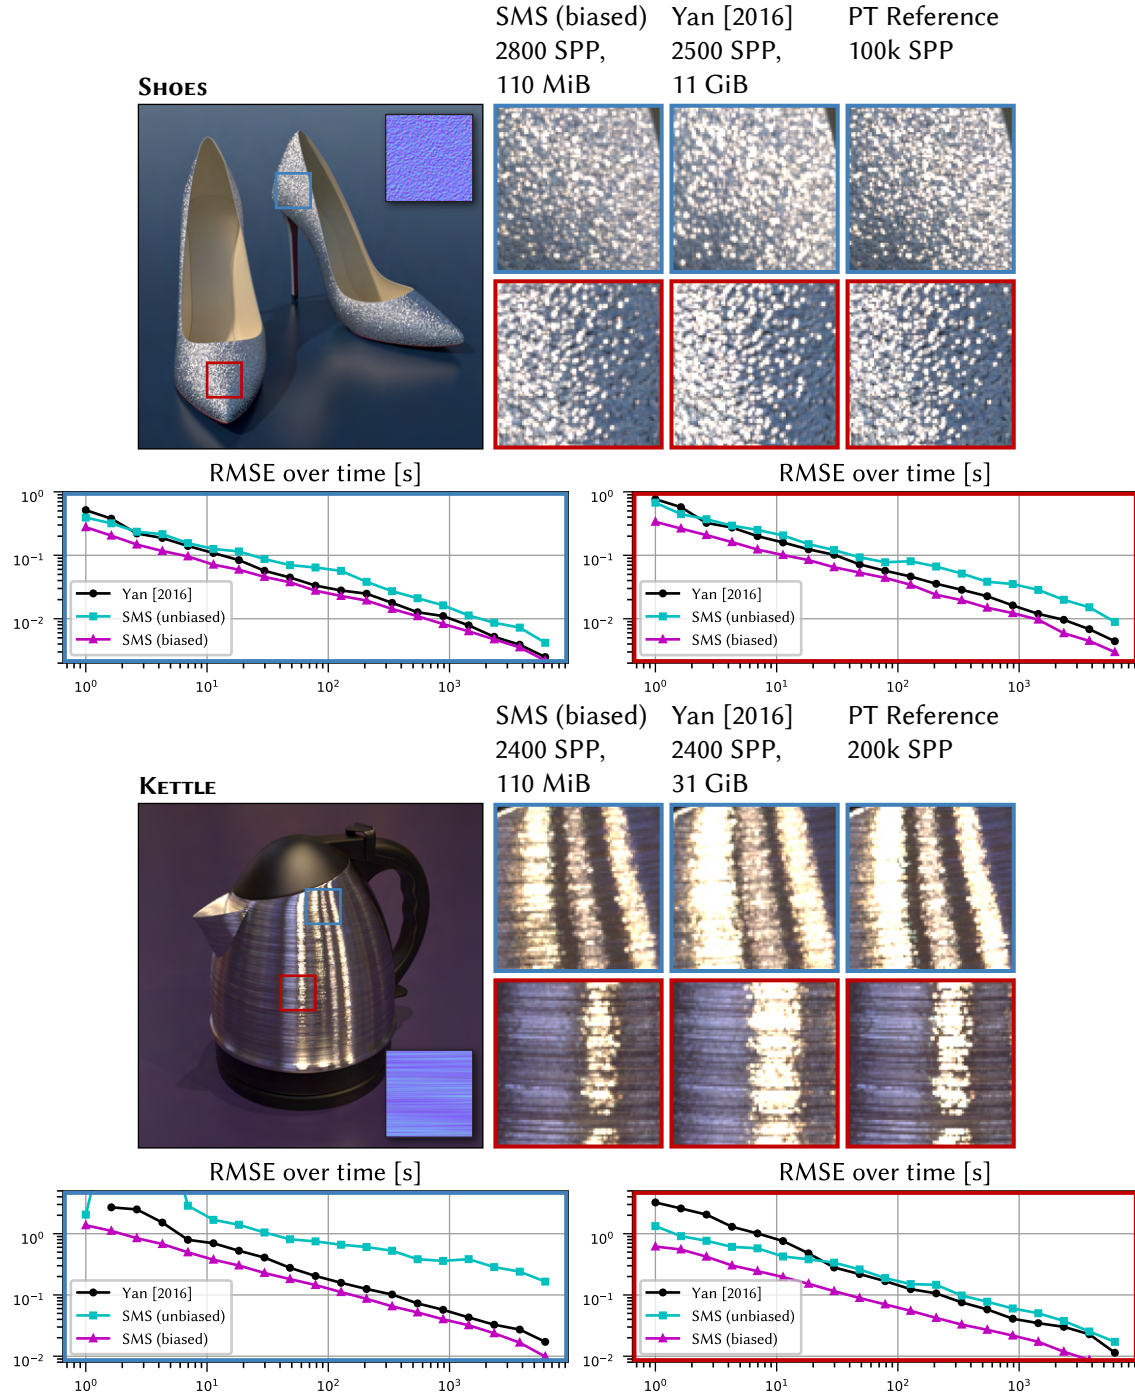 SMS (biased)
2800 SPP,
110 MiB
Yan [2016]
2500 SPP,
11 GiB
PT Reference
100k SPP
Shoes
RMSE over time [s]
10⁰
10⁻¹
10⁻²
Yan [2016]
SMS (unbiased)
SMS (biased)
10⁰ 10¹ 10² 10³
RMSE over time [s]
10⁰
10⁻¹
10⁻²
Yan [2016]
SMS (unbiased)
SMS (biased)
10⁰ 10¹ 10² 10³
SMS (biased)
2400 SPP,
110 MiB
Yan [2016]
2400 SPP,
31 GiB
PT Reference
200k SPP
Kettle
RMSE over time [s]
10⁰
10⁻¹
10⁻²
Yan [2016]
SMS (unbiased)
SMS (biased)
10⁰ 10¹ 10² 10³
RMSE over time [s]
10⁰
10⁻¹
10⁻²
Yan [2016]
SMS (unbiased)
SMS (biased)
10⁰ 10¹ 10² 10³